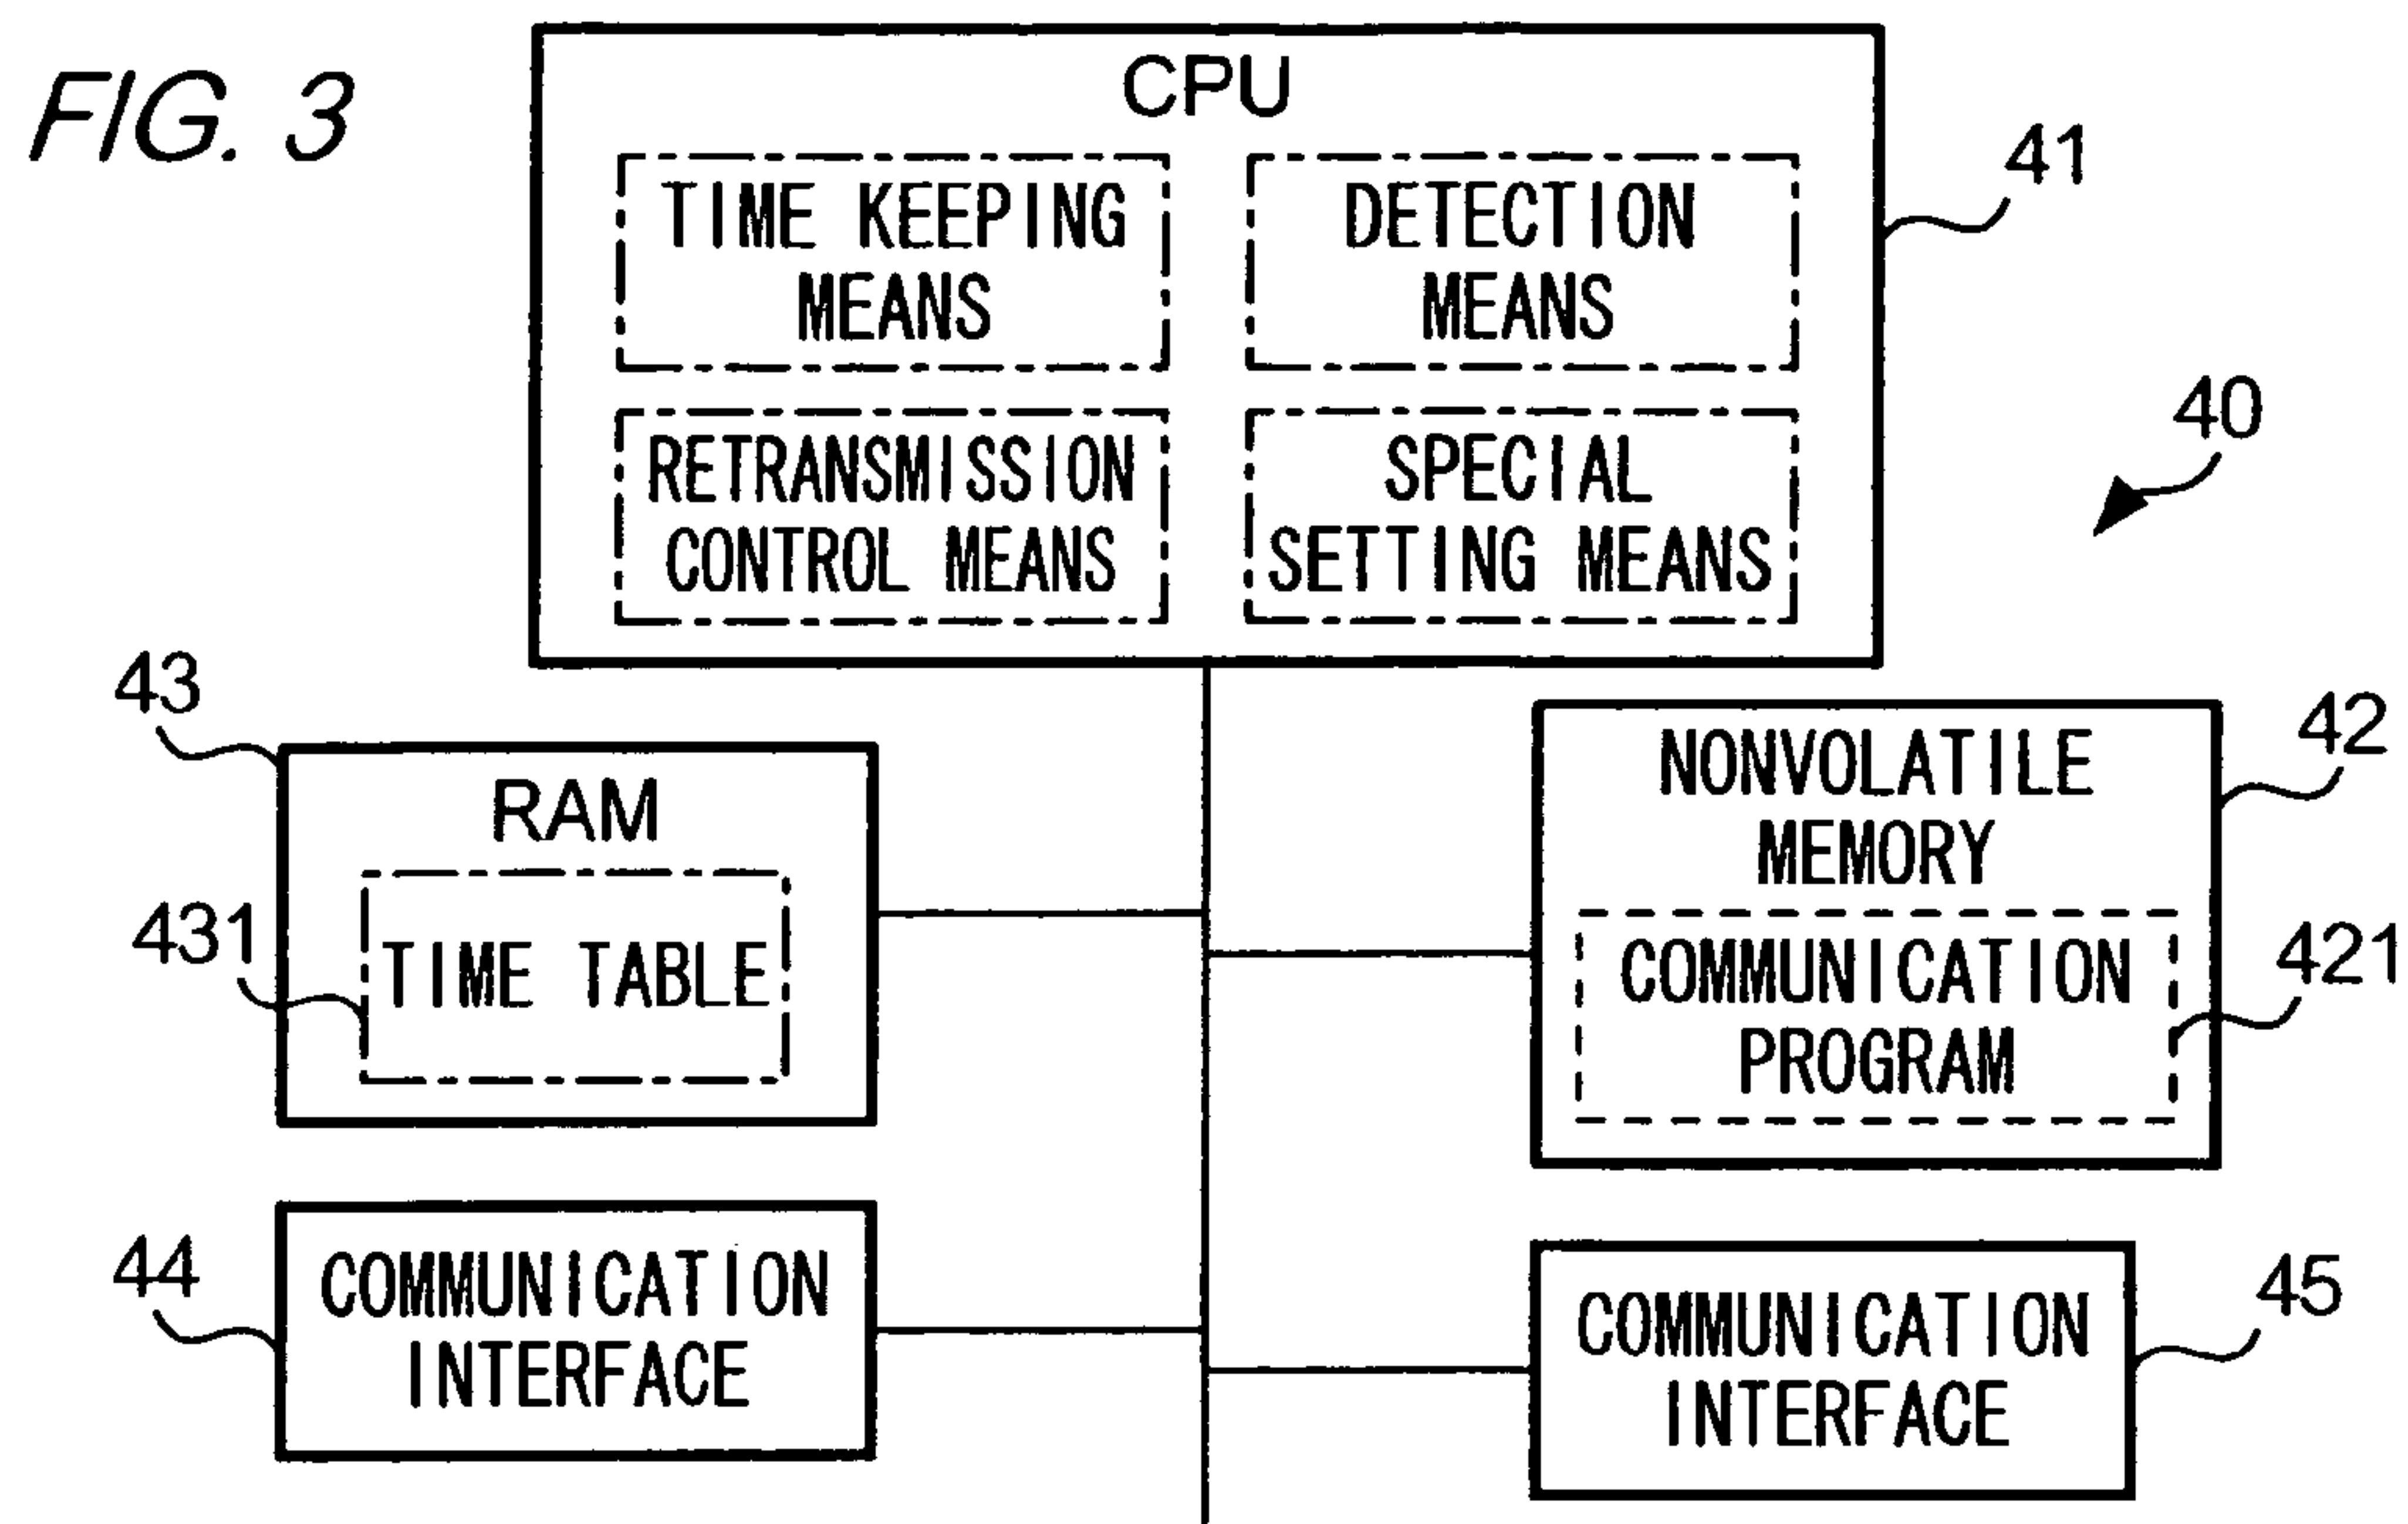 FIG. 3
CPU
TIME KEEPING
MEANS
DETECTION
MEANS
RETRANSMISSION
CONTROL MEANS
SPECIAL
SETTING MEANS
41
40
43
RAM
431
TIME TABLE
42
NONVOLATILE
MEMORY
COMMUNICATION
PROGRAM
421
44
COMMUNICATION
INTERFACE
45
COMMUNICATION
INTERFACE